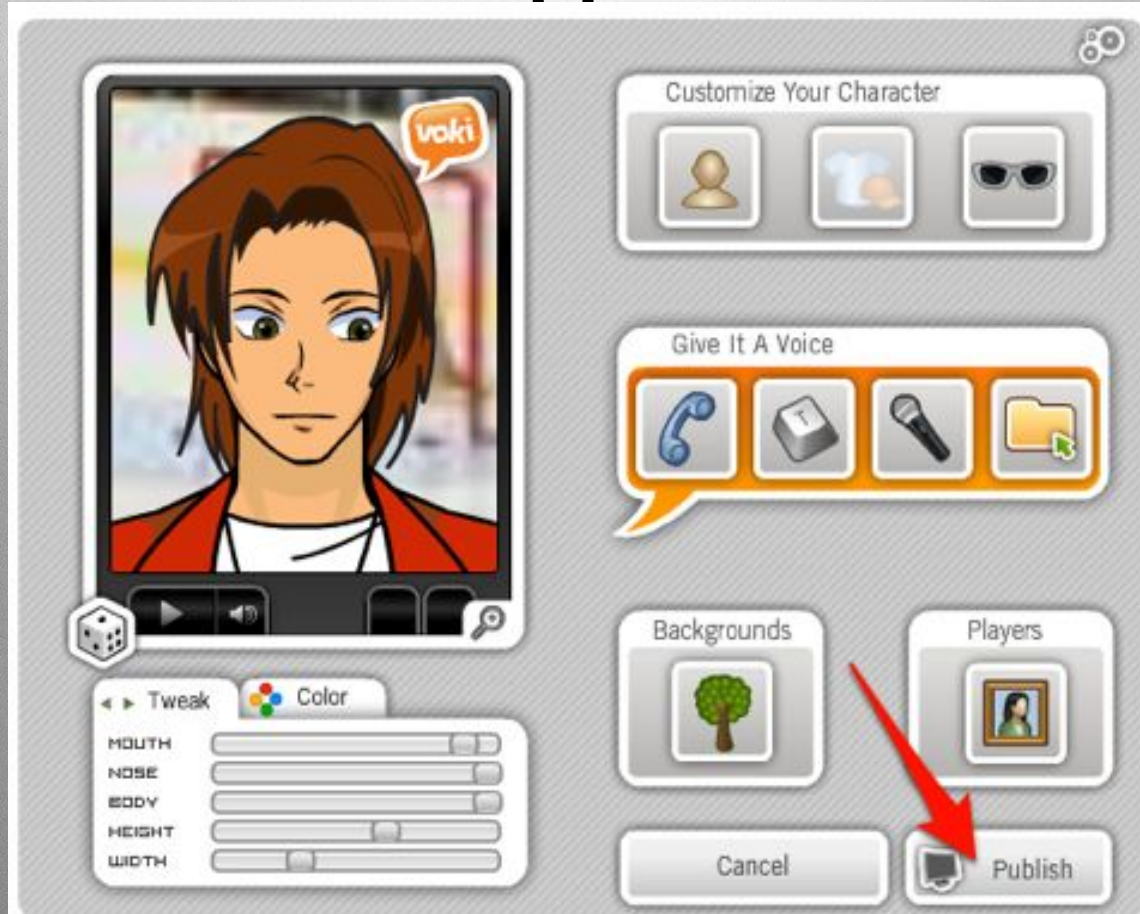 voki
Customize Your Character
Give It A Voice
T
Backgrounds
Players
Tweak
Color
MOUTH
NOSE
BODY
HEIGHT
WIDTH
Cancel
Publish